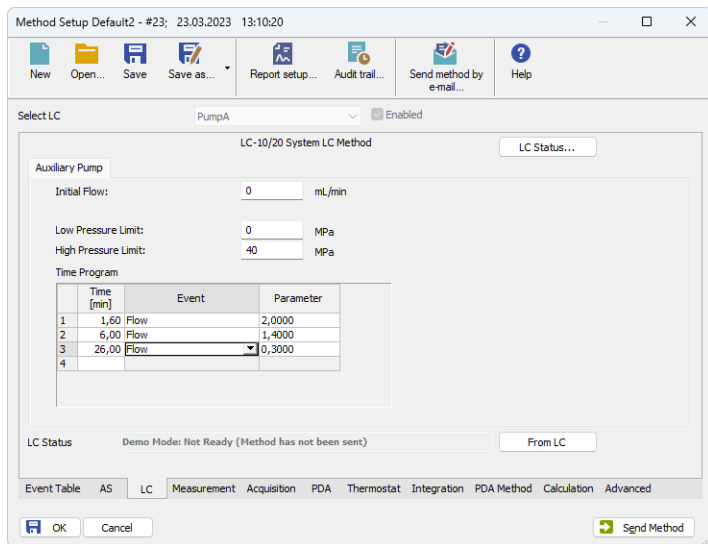 Method Setup Default2 - #23;  23.03.2023  13:10:20
New Open... Save Save as... Report setup... Audit trail... Send method by e-mail... Help
Select LC PumpA Enabled
LC-10/20 System LC Method LC Status...
Auxiliary Pump
Initial Flow: 0 mL/min
Low Pressure Limit: 0 MPa
High Pressure Limit: 40 MPa
Time Program
Time [min] Event Parameter
1 1,60 Flow 2,0000
2 6,00 Flow 1,4000
3 26,00 Flow 0,3000
4
LC Status Demo Mode: Not Ready (Method has not been sent) From LC
Event Table AS LC Measurement Acquisition PDA Thermostat Integration PDA Method Calculation Advanced
OK Cancel Send Method